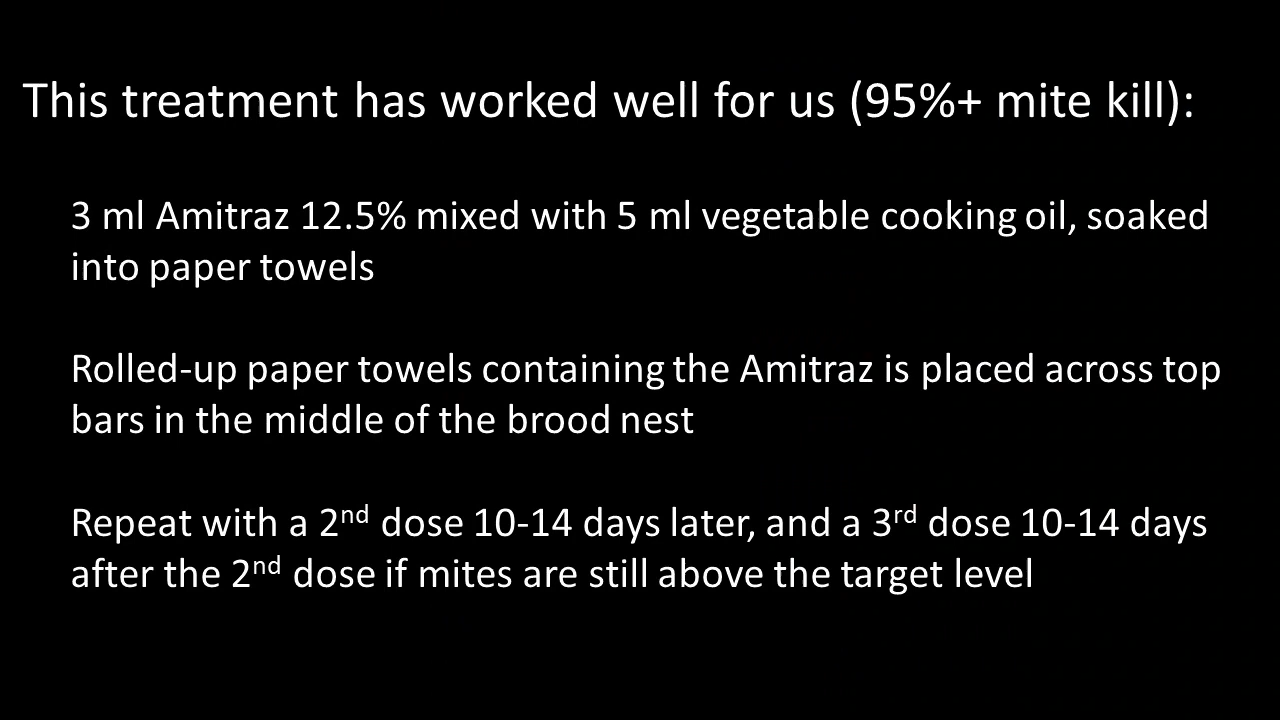 This treatment has worked well for us (95%+ mite kill):
3 ml Amitraz 12.5% mixed with 5 ml vegetable cooking oil, soaked
into paper towels
Rolled-up paper towels containing the Amitraz is placed across top
bars in the middle of the brood nest
Repeat with a 2nd dose 10-14 days later, and a 3rd dose 10-14 days
after the 2nd dose if mites are still above the target level